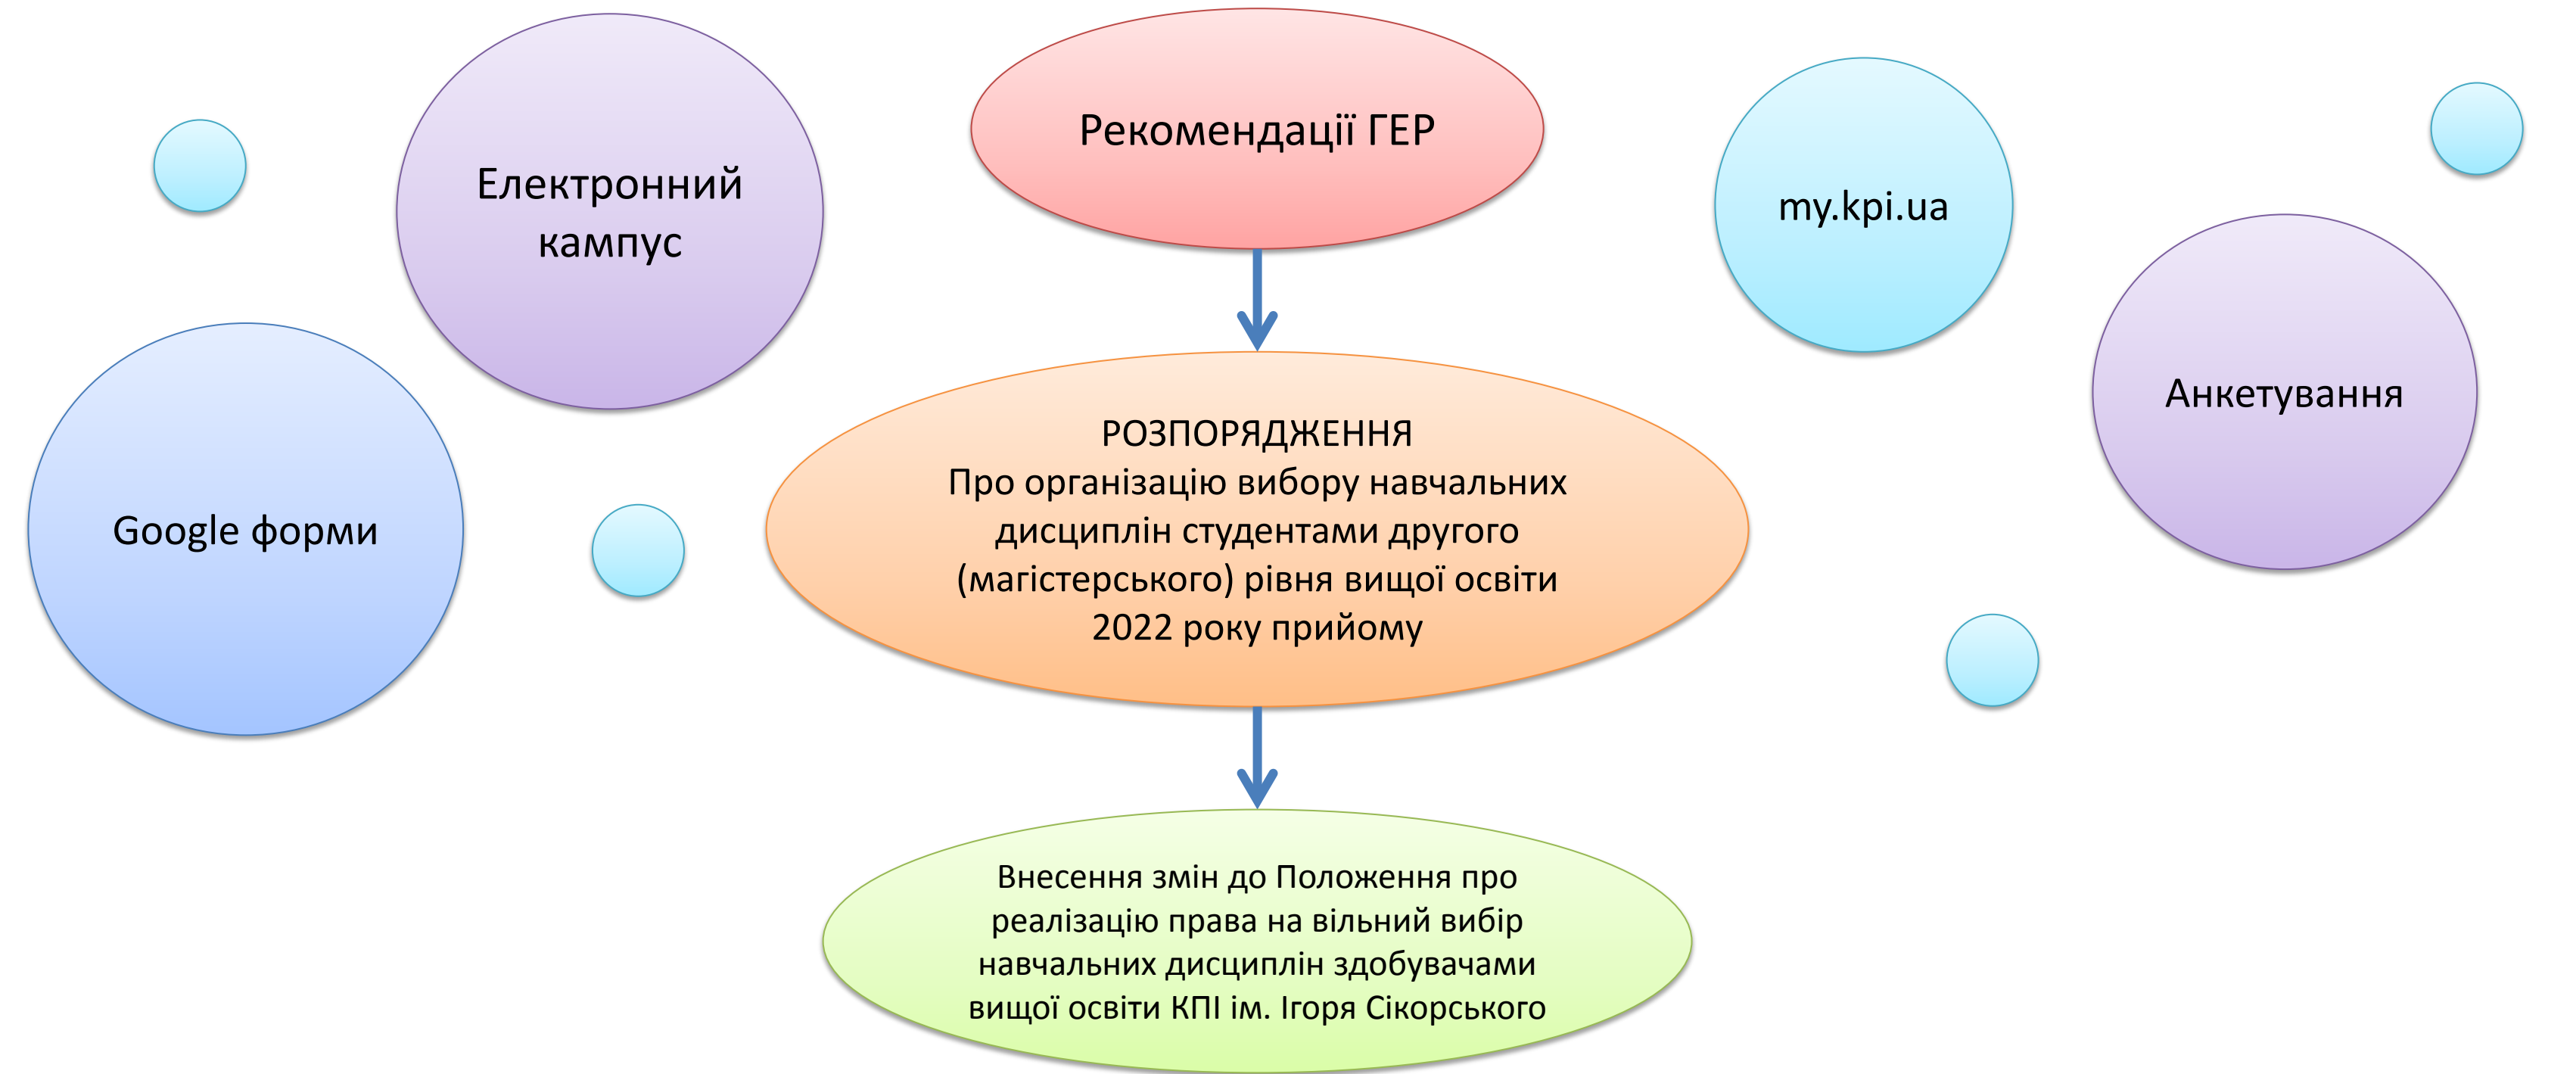 Електронний
кампус
Google форми
Рекомендації ГЕР
РОЗПОРЯДЖЕННЯ
Про організацію вибору навчальних
дисциплін студентами другого
(магістерського) рівня вищої освіти
2022 року прийому
Внесення змін до Положення про
реалізацію права на вільний вибір
навчальних дисциплін здобувачами
вищої освіти КПІ ім. Ігоря Сікорського
my.kpi.ua
Анкетування